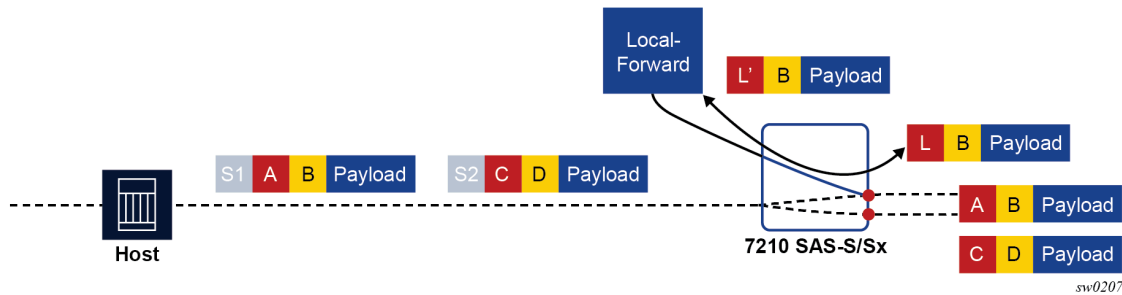 Local-
Forward
L' B Payload
L B Payload
S1 A B Payload
S2 C D Payload
A B Payload
Host
7210 SAS-S/Sx
C D Payload
sw0207